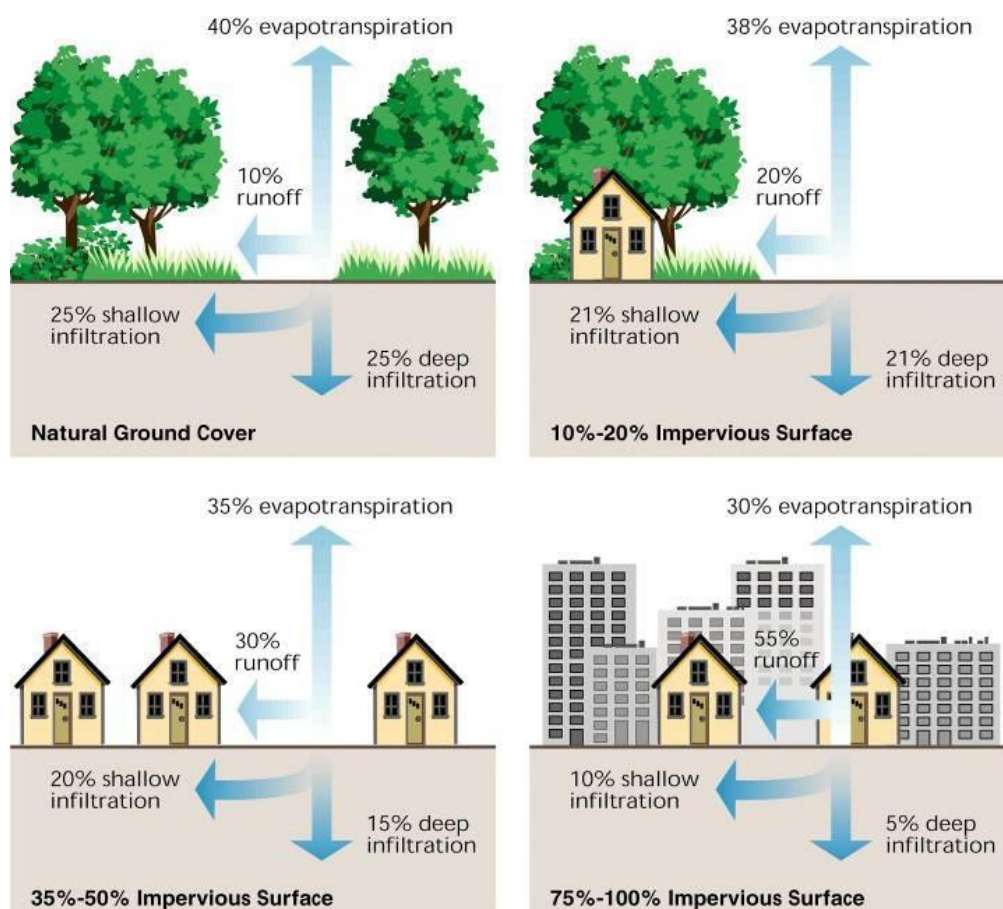 40% evapotranspiration
10%
runoff
25% shallow
infiltration
25% deep
infiltration
Natural Ground Cover
38% evapotranspiration
20%
runoff
21% shallow
infiltration
21% deep
infiltration
10%-20% Impervious Surface
35% evapotranspiration
30%
runoff
20% shallow
infiltration
15% deep
infiltration
35%-50% Impervious Surface
30% evapotranspiration
55%
runoff
10% shallow
infiltration
5% deep
infiltration
75%-100% Impervious Surface